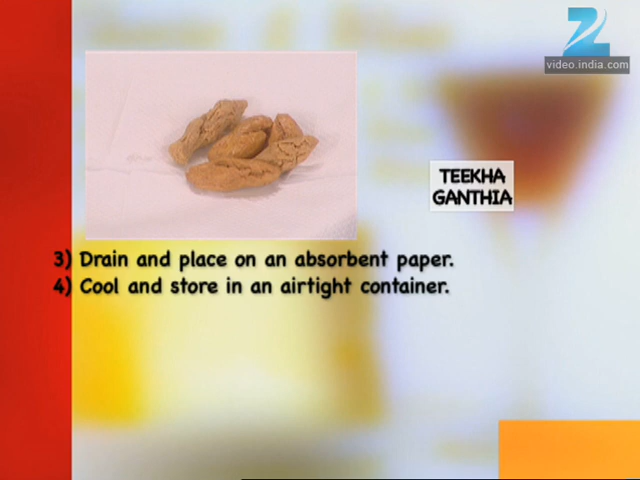 Z
video.india.com
TEEKHA
GANTHIA
3) Drain and place on an absorbent paper.
4) Cool and store in an airtight container.